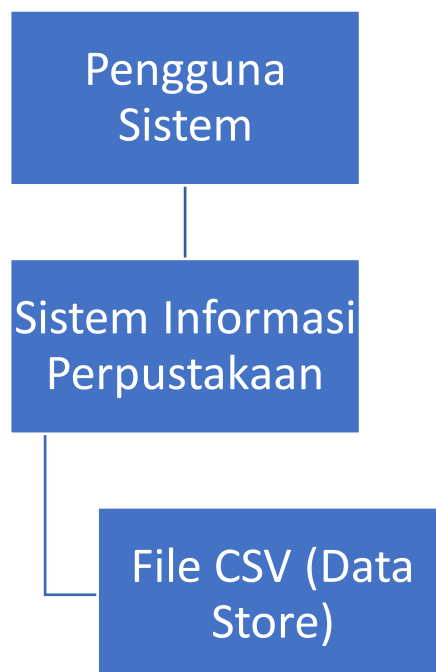 Pengguna
Sistem
Sistem Informasi
Perpustakaan
File CSV (Data
Store)